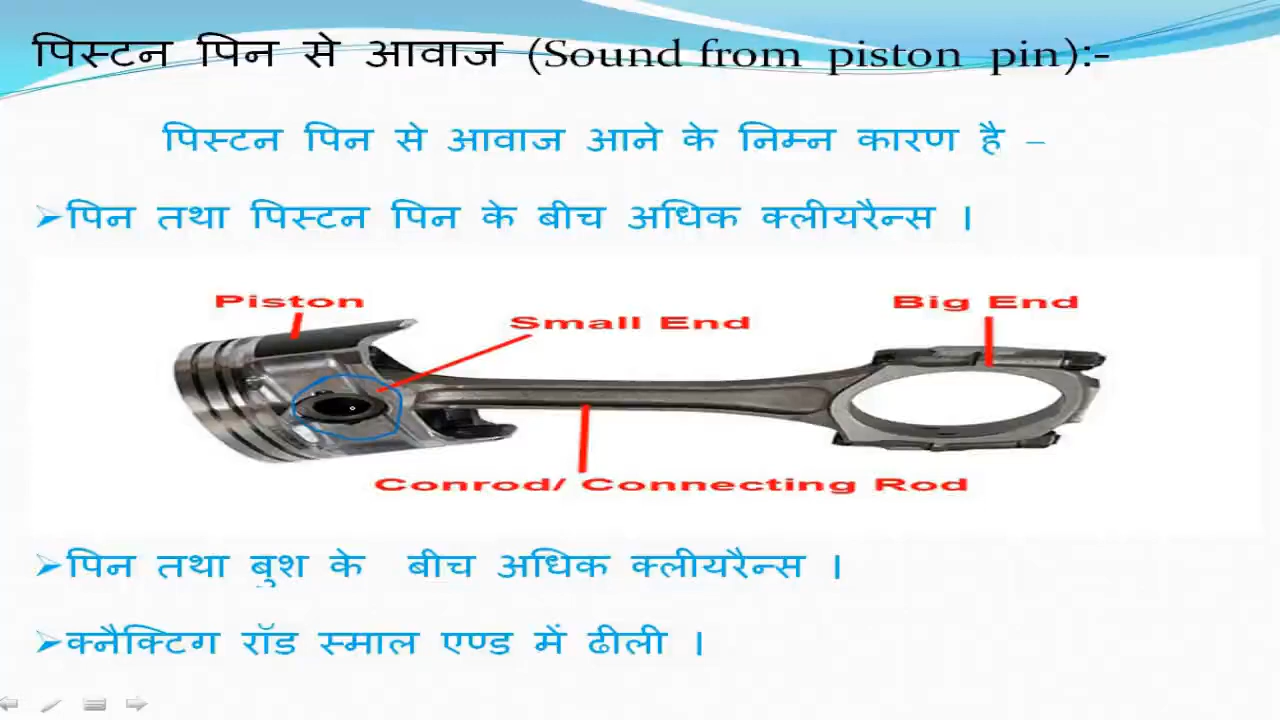 पिस्टन पिन से आवाज (Sound from piston pin):-
पिस्टन पिन से आवाज आने के निम्न कारण है –
पिन तथा पिस्टन पिन के बीच अधिक क्लीयरैन्स ।
Piston
Small End
Big End
Conrod/ Connecting Rod
पिन तथा बुश के बीच अधिक क्लीयरैन्स ।
क्नैक्टिग रॉड स्माल एण्ड में ढीली ।